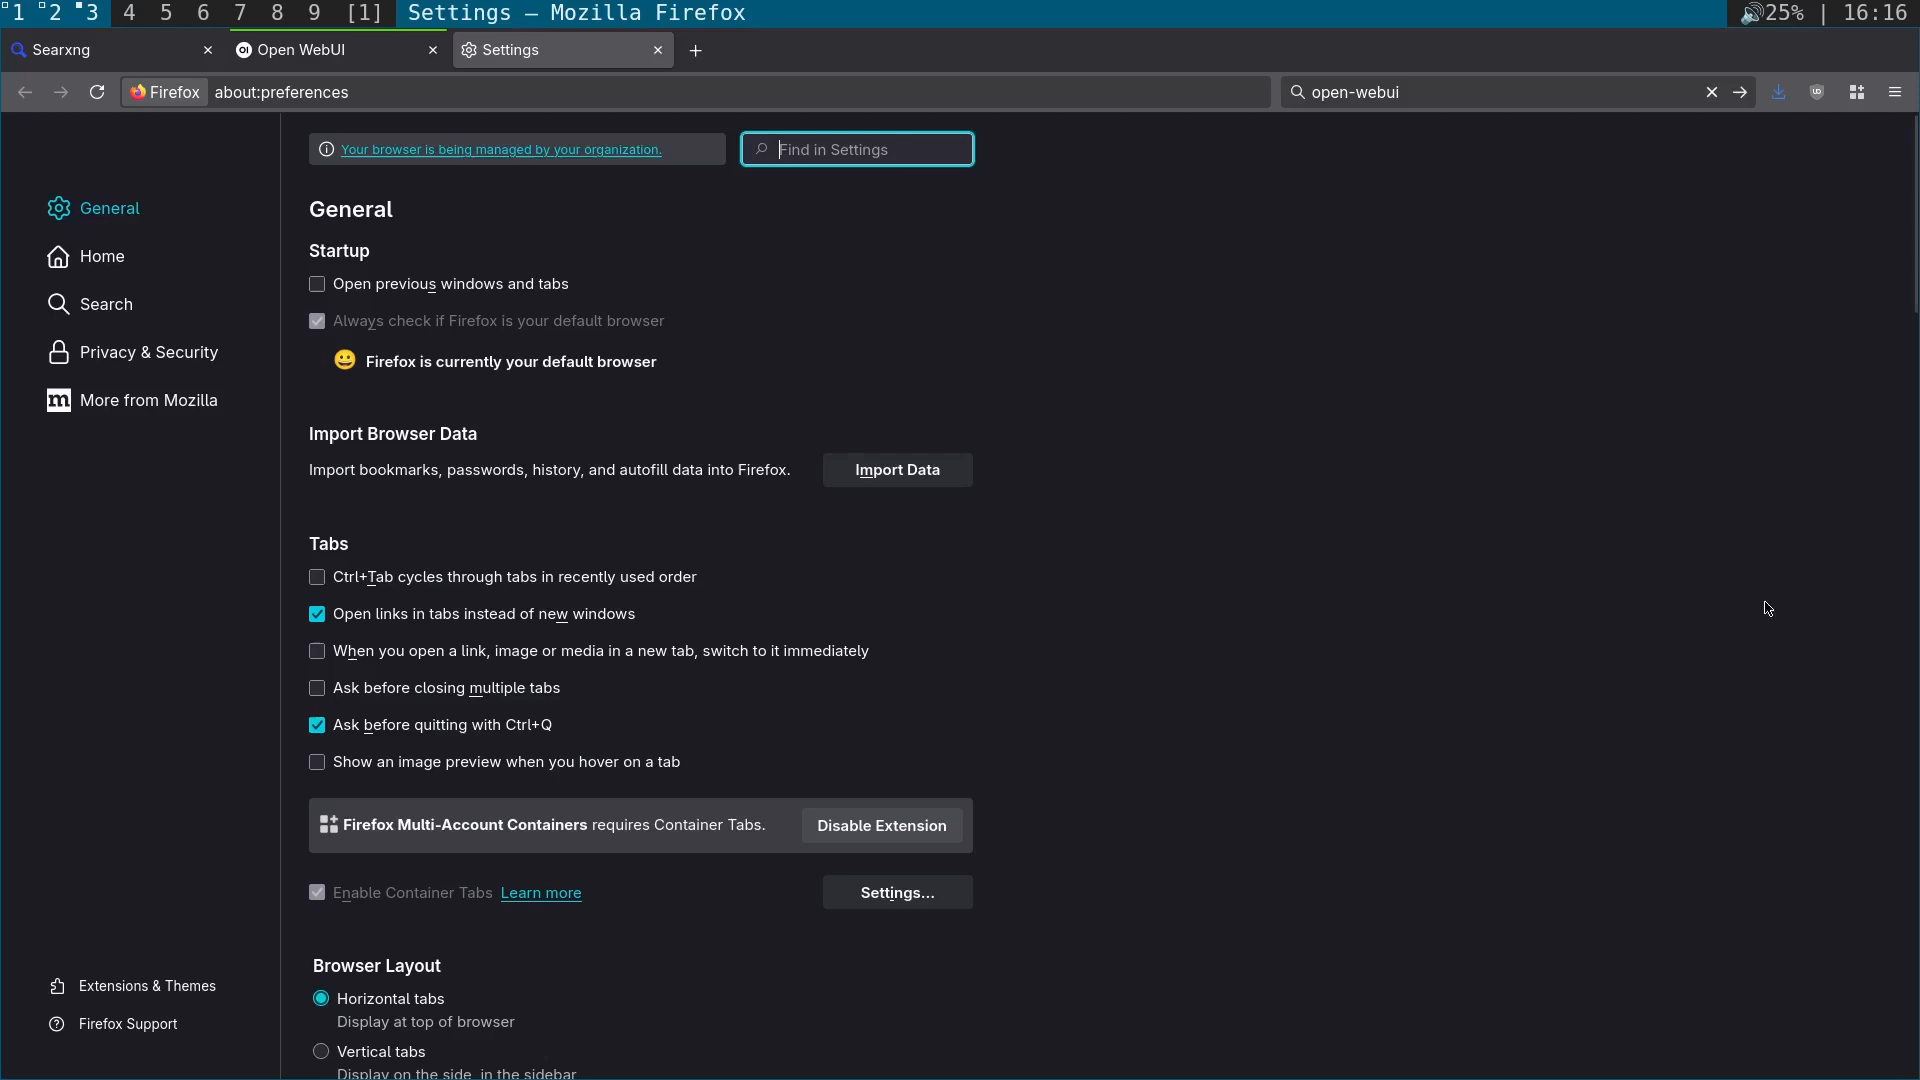 1 2 3 4 5 6 7 8 9 [1] Settings — Mozilla Firefox 25% | 16:16
Searxng Open WebUI Settings
Firefox about:preferences open-webui
Your browser is being managed by your organization. Find in Settings
General
General
Startup
Home
Open previous windows and tabs
Search
Always check if Firefox is your default browser
Privacy & Security
Firefox is currently your default browser
More from Mozilla
Import Browser Data
Import bookmarks, passwords, history, and autofill data into Firefox. Import Data
Tabs
Ctrl+Tab cycles through tabs in recently used order
Open links in tabs instead of new windows
When you open a link, image or media in a new tab, switch to it immediately
Ask before closing multiple tabs
Ask before quitting with Ctrl+Q
Show an image preview when you hover on a tab
Firefox Multi-Account Containers requires Container Tabs. Disable Extension
Enable Container Tabs Learn more Settings...
Browser Layout
Extensions & Themes
Horizontal tabs
Display at top of browser
Firefox Support
Vertical tabs
Display on the side, in the sidebar